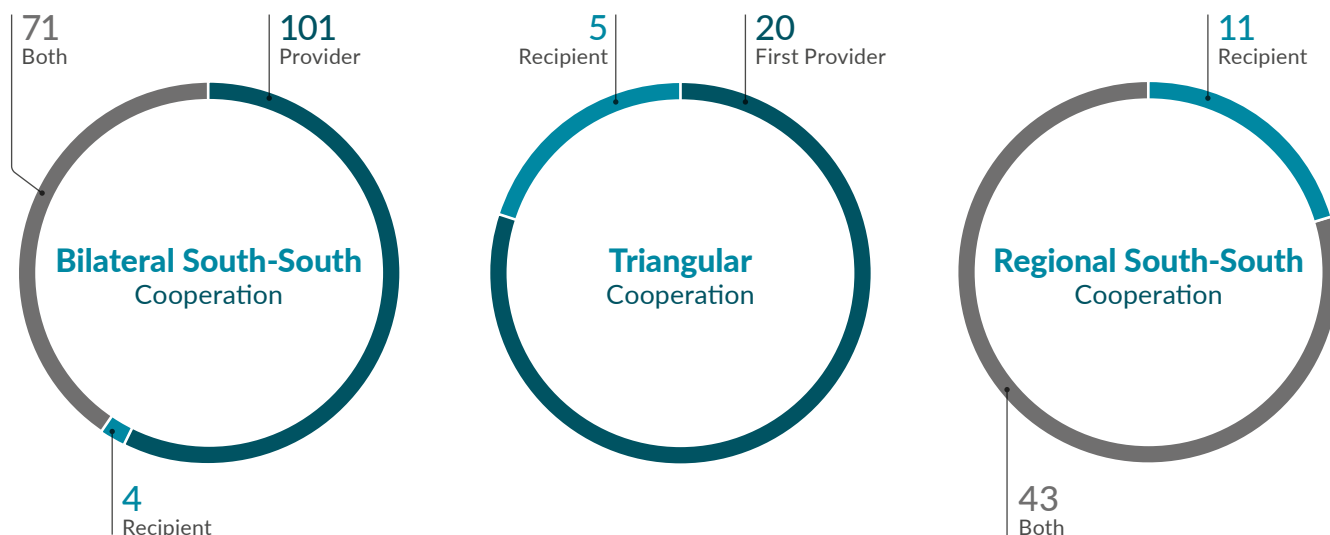 71
Both
101
Provider
Bilateral South-South
Cooperation
4
Recipient
5
Recipient
20
First Provider
Triangular
Cooperation
11
Recipient
Regional South-South
Cooperation
43
Both